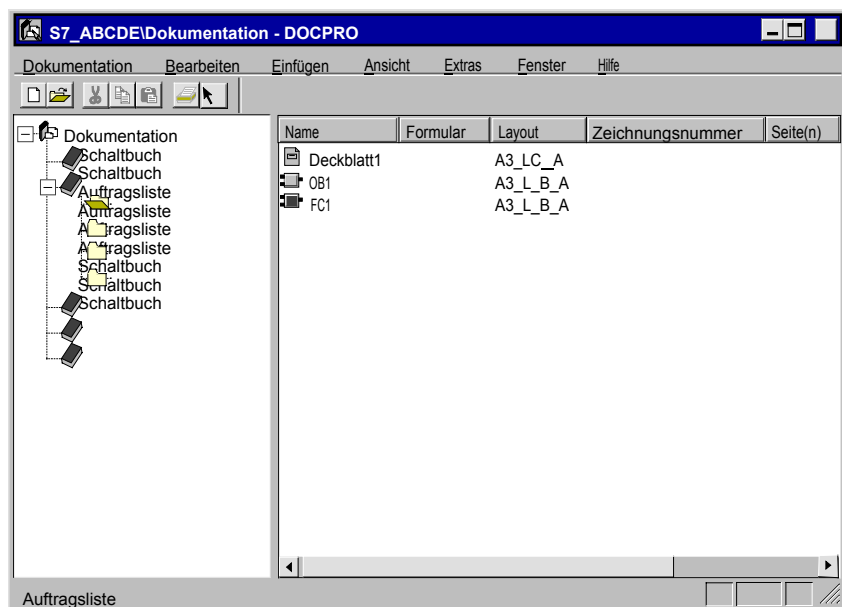 S7_ABCDE\Dokumentation - DOCPRO
Dokumentation Bearbeiten Einfügen Ansicht Extras Fenster Hilfe
Dokumentation
Schaltbuch
Schaltbuch
Auftragsliste
Auftragsliste
Auftragsliste
Auftragsliste
Schaltbuch
Schaltbuch
Schaltbuch
Name Formular Layout Zeichnungsnummer Seite(n)
Deckblatt1 A3_LC_A
OB1 A3_L_B_A
FC1 A3_L_B_A
Auftragsliste